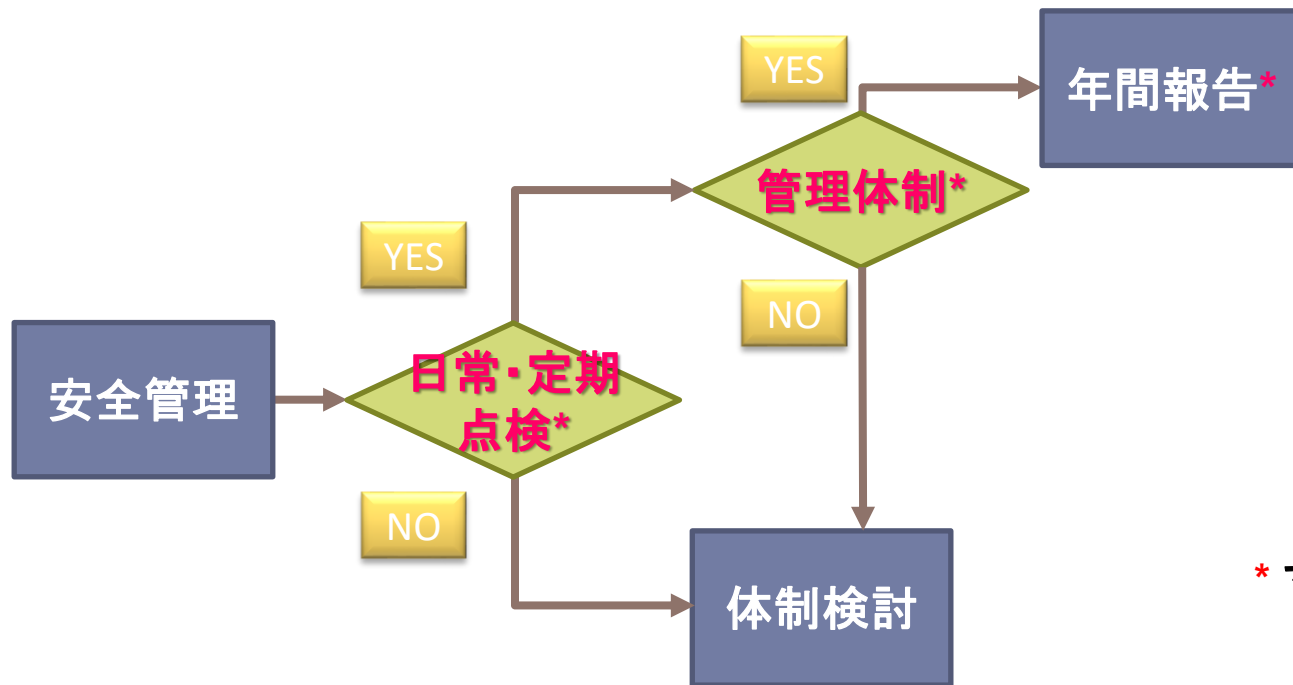 YES
年間報告*
管理体制*
YES
NO
安全管理
日常・定期
点検*
NO
体制検討
*